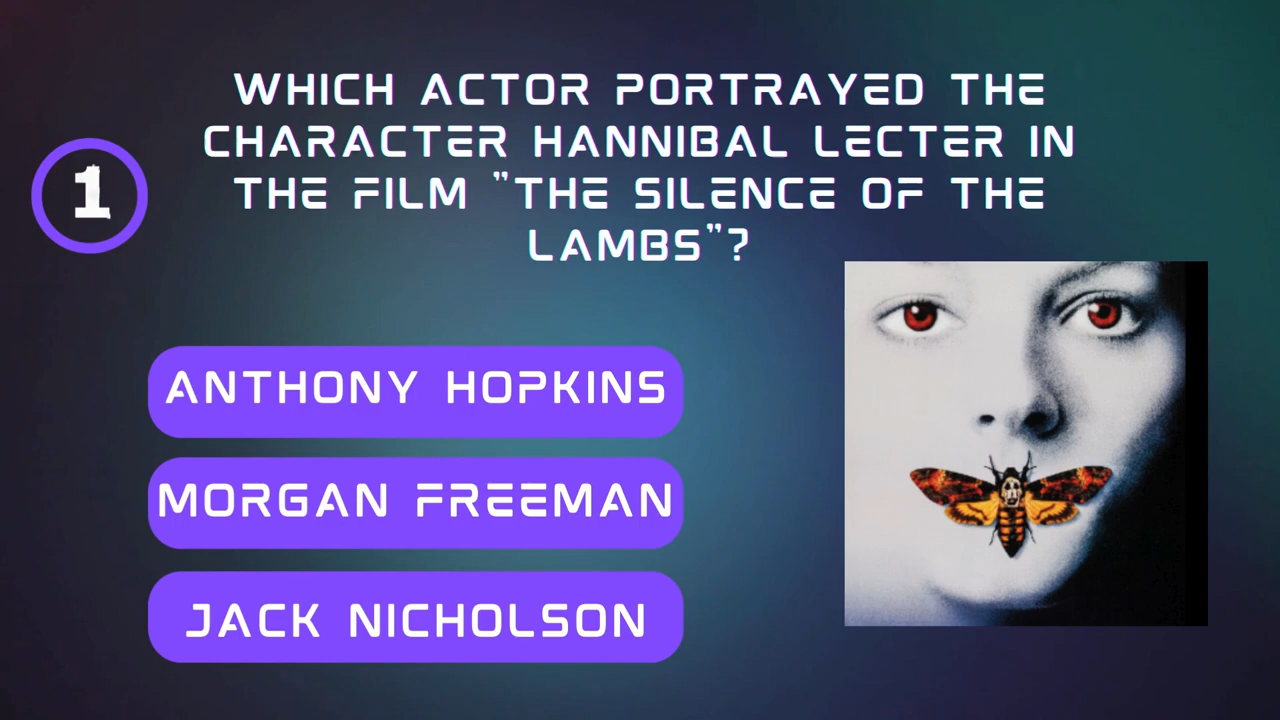 1
WHICH ACTOR PORTRAYED THE
CHARACTER HANNIBAL LECTER IN
THE FILM "THE SILENCE OF THE
LAMBS"?
ANTHONY HOPKINS
MORGAN FREEMAN
JACK NICHOLSON